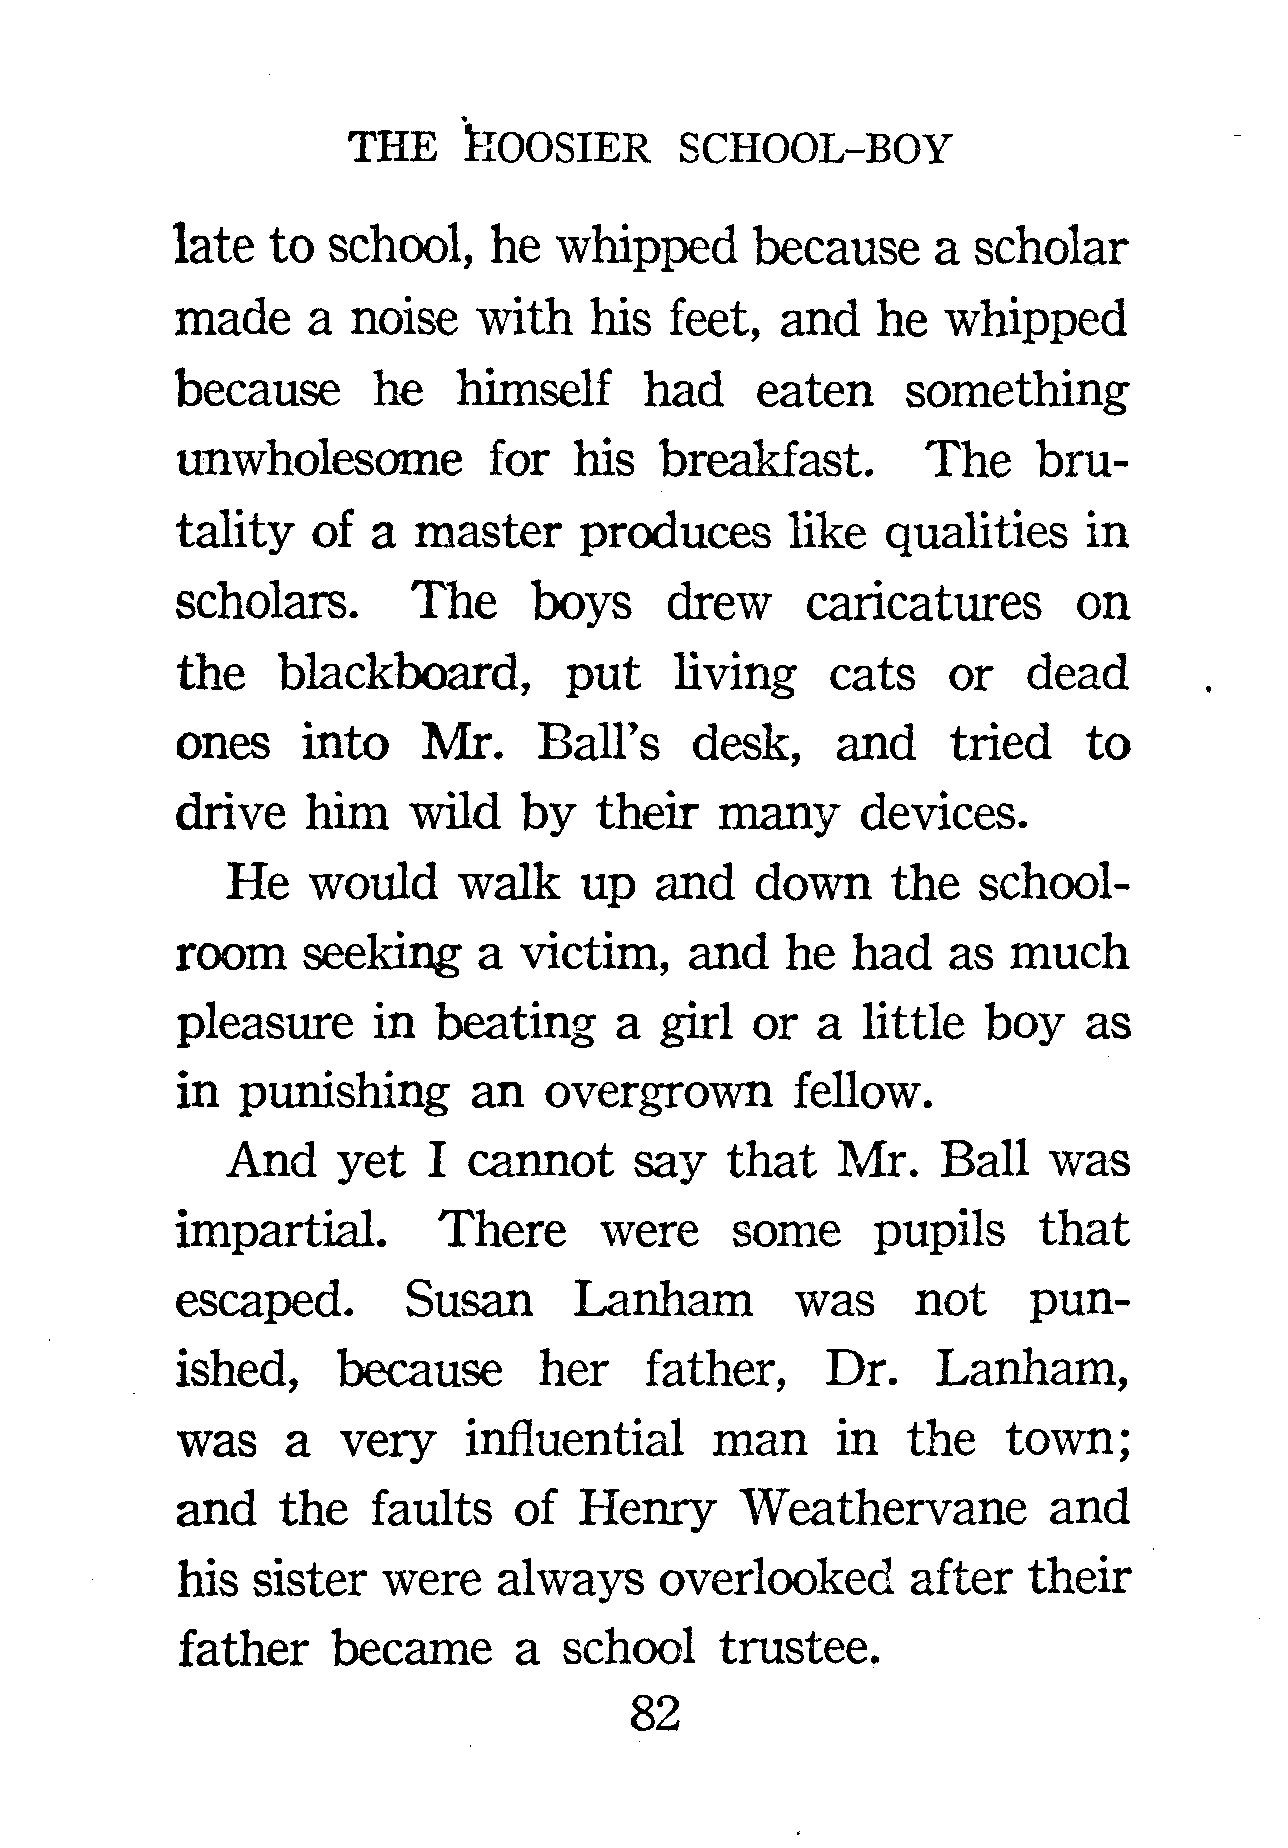 THE HOOSIER SCHOOL-BOY
late to school, he whipped because a scholar
made a noise with his feet, and he whipped
because he himself had eaten something
unwholesome for his breakfast. The bru-
tality of a master produces like qualities in
scholars. The boys drew caricatures on
the blackboard, put living cats or dead
ones into Mr. Ball's desk, and tried to
drive him wild by their many devices.
He would walk up and down the school-
room seeking a victim, and he had as much
pleasure in beating a girl or a little boy as
in punishing an overgrown fellow.
And yet I cannot say that Mr. Ball was
impartial. There were some pupils that
escaped. Susan Lanham was not pun-
ished, because her father, Dr. Lanham,
was a very influential man in the town;
and the faults of Henry Weathervane and
his sister were always overlooked after their
father became a school trustee.
82